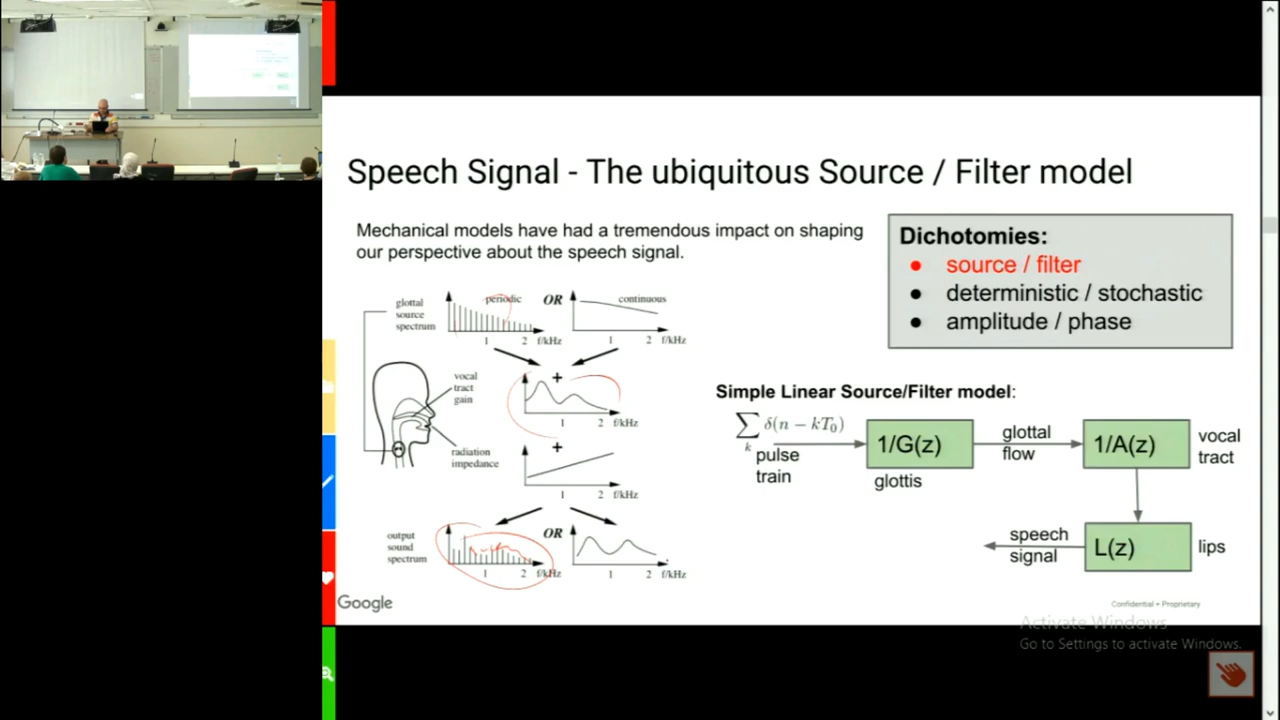 Speech Signal - The ubiquitous Source / Filter model
Mechanical models have had a tremendous impact on shaping
our perspective about the speech signal.
Dichotomies:
● source / filter
● deterministic / stochastic
● amplitude / phase
glottal
source
spectrum
periodic
OR
continuous
1
2
f/kHz
1
2
f/kHz
vocal
tract
gain
+
1
2
f/kHz
radiation
impedance
+
1
2
f/kHz
output
sound
spectrum
OR
1
2
f/kHz
1
2
f/kHz
Simple Linear Source/Filter model:
∑ δ(n − kT₀)
k
pulse
train
1/G(z)
glottis
glottal
flow
1/A(z)
vocal
tract
speech
signal
L(z)
lips
Google
Confidential + Proprietary
Activate Windows
Go to Settings to activate Windows.